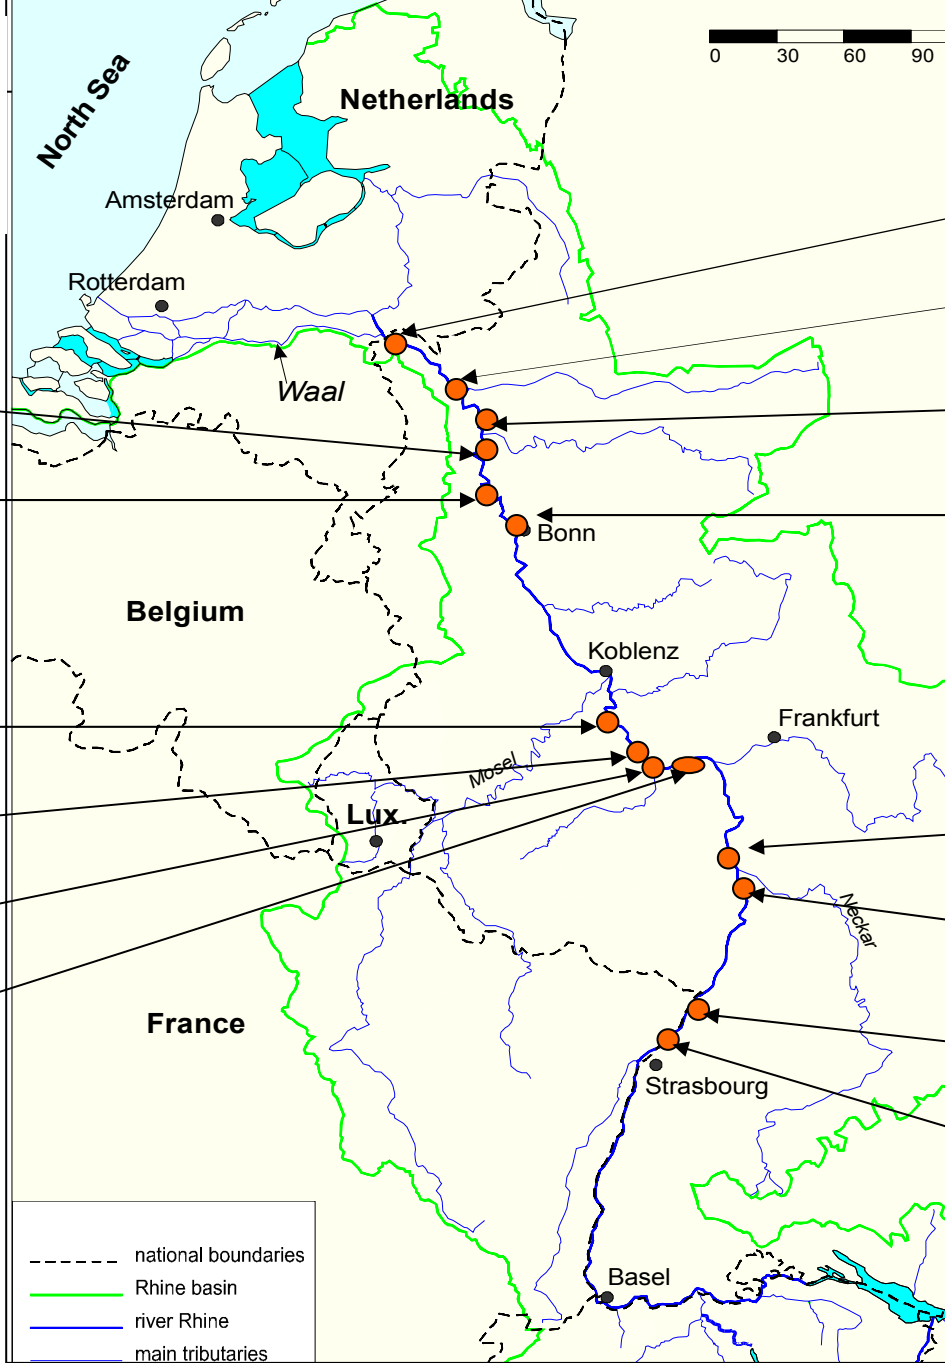 0 30 60 90
North Sea
Netherlands
Amsterdam
Rotterdam
Waal
Bonn
Belgium
Koblenz
Frankfurt
Mosel
Lux.
Neckar
France
Strasbourg
Basel
national boundaries
Rhine basin
river Rhine
main tributaries